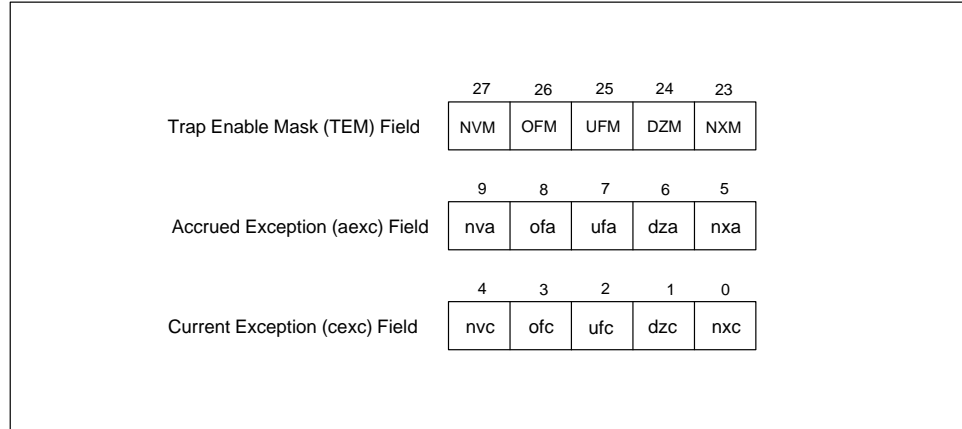 27 26 25 24 23
Trap Enable Mask (TEM) Field NVM OFM UFM DZM NXM
9 8 7 6 5
Accrued Exception (aexc) Field nva ofa ufa dza nxa
4 3 2 1 0
Current Exception (cexc) Field nvc ofc ufc dzc nxc